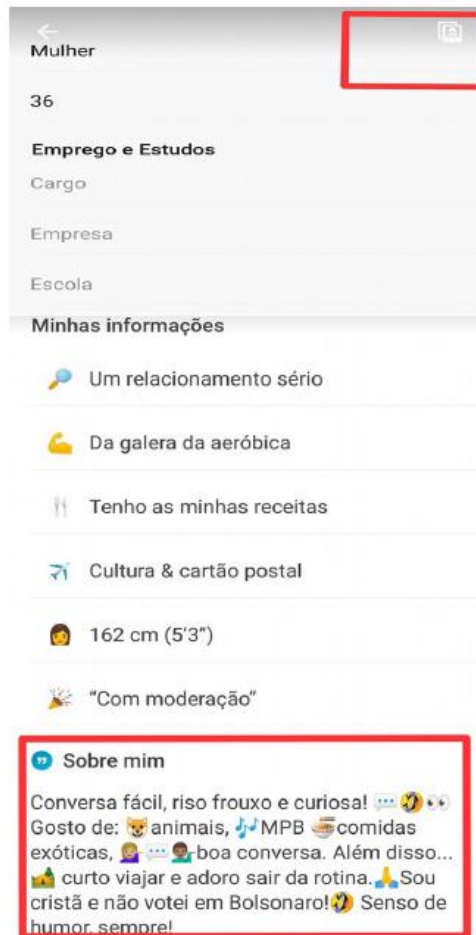 Mulher
36
Emprego e Estudos
Cargo
Empresa
Escola
Minhas informações
Um relacionamento sério
Da galera da aeróbica
Tenho as minhas receitas
Cultura & cartão postal
162 cm (5'3")
“Com moderação”
Sobre mim
Conversa fácil, riso frouxo e curiosa! 💬🤣👀
Gosto de: 🐯animais, 🎶MPB 🍜comidas
exóticas, 💁🏼‍♀️💬💁🏽‍♂️boa conversa. Além disso...
🏕️ curto viajar e adoro sair da rotina.🙏Sou
cristã e não votei em Bolsonaro!🤣 Senso de
humor, sempre!